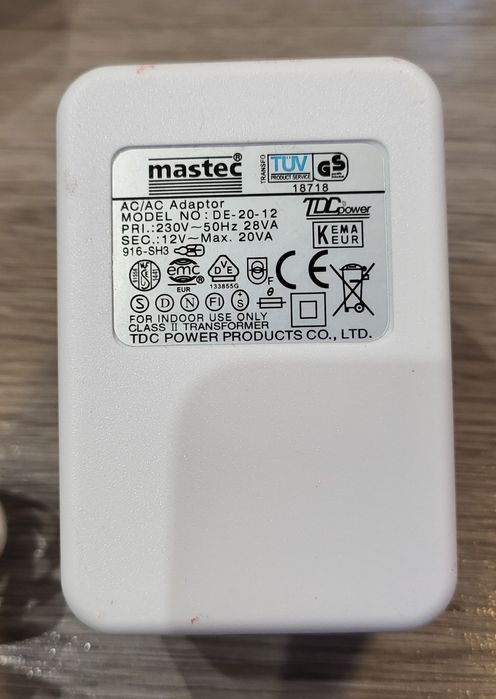 mastec®
TRANSFO
TÜV
PRODUCT SERVICE
GS
18718
AC/AC Adaptor
MODEL NO: DE-20-12
PRI.: 230V~50Hz 28VA
SEC.: 12V~Max. 20VA
916-SH3
TDC power
KEMA
EUR
emc
EUR
VDE
133855G
F
CE
S D N FI +S
θ
FOR INDOOR USE ONLY
CLASS II TRANSFORMER
TDC POWER PRODUCTS CO., LTD.